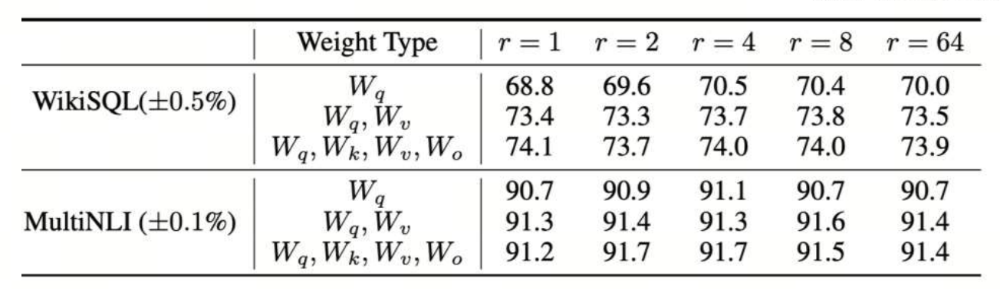 Weight Type r = 1 r = 2 r = 4 r = 8 r = 64
WikiSQL(±0.5%)
W_q 68.8 69.6 70.5 70.4 70.0
W_q, W_v 73.4 73.3 73.7 73.8 73.5
W_q, W_k, W_v, W_o 74.1 73.7 74.0 74.0 73.9
MultiNLI (±0.1%)
W_q 90.7 90.9 91.1 90.7 90.7
W_q, W_v 91.3 91.4 91.3 91.6 91.4
W_q, W_k, W_v, W_o 91.2 91.7 91.7 91.5 91.4